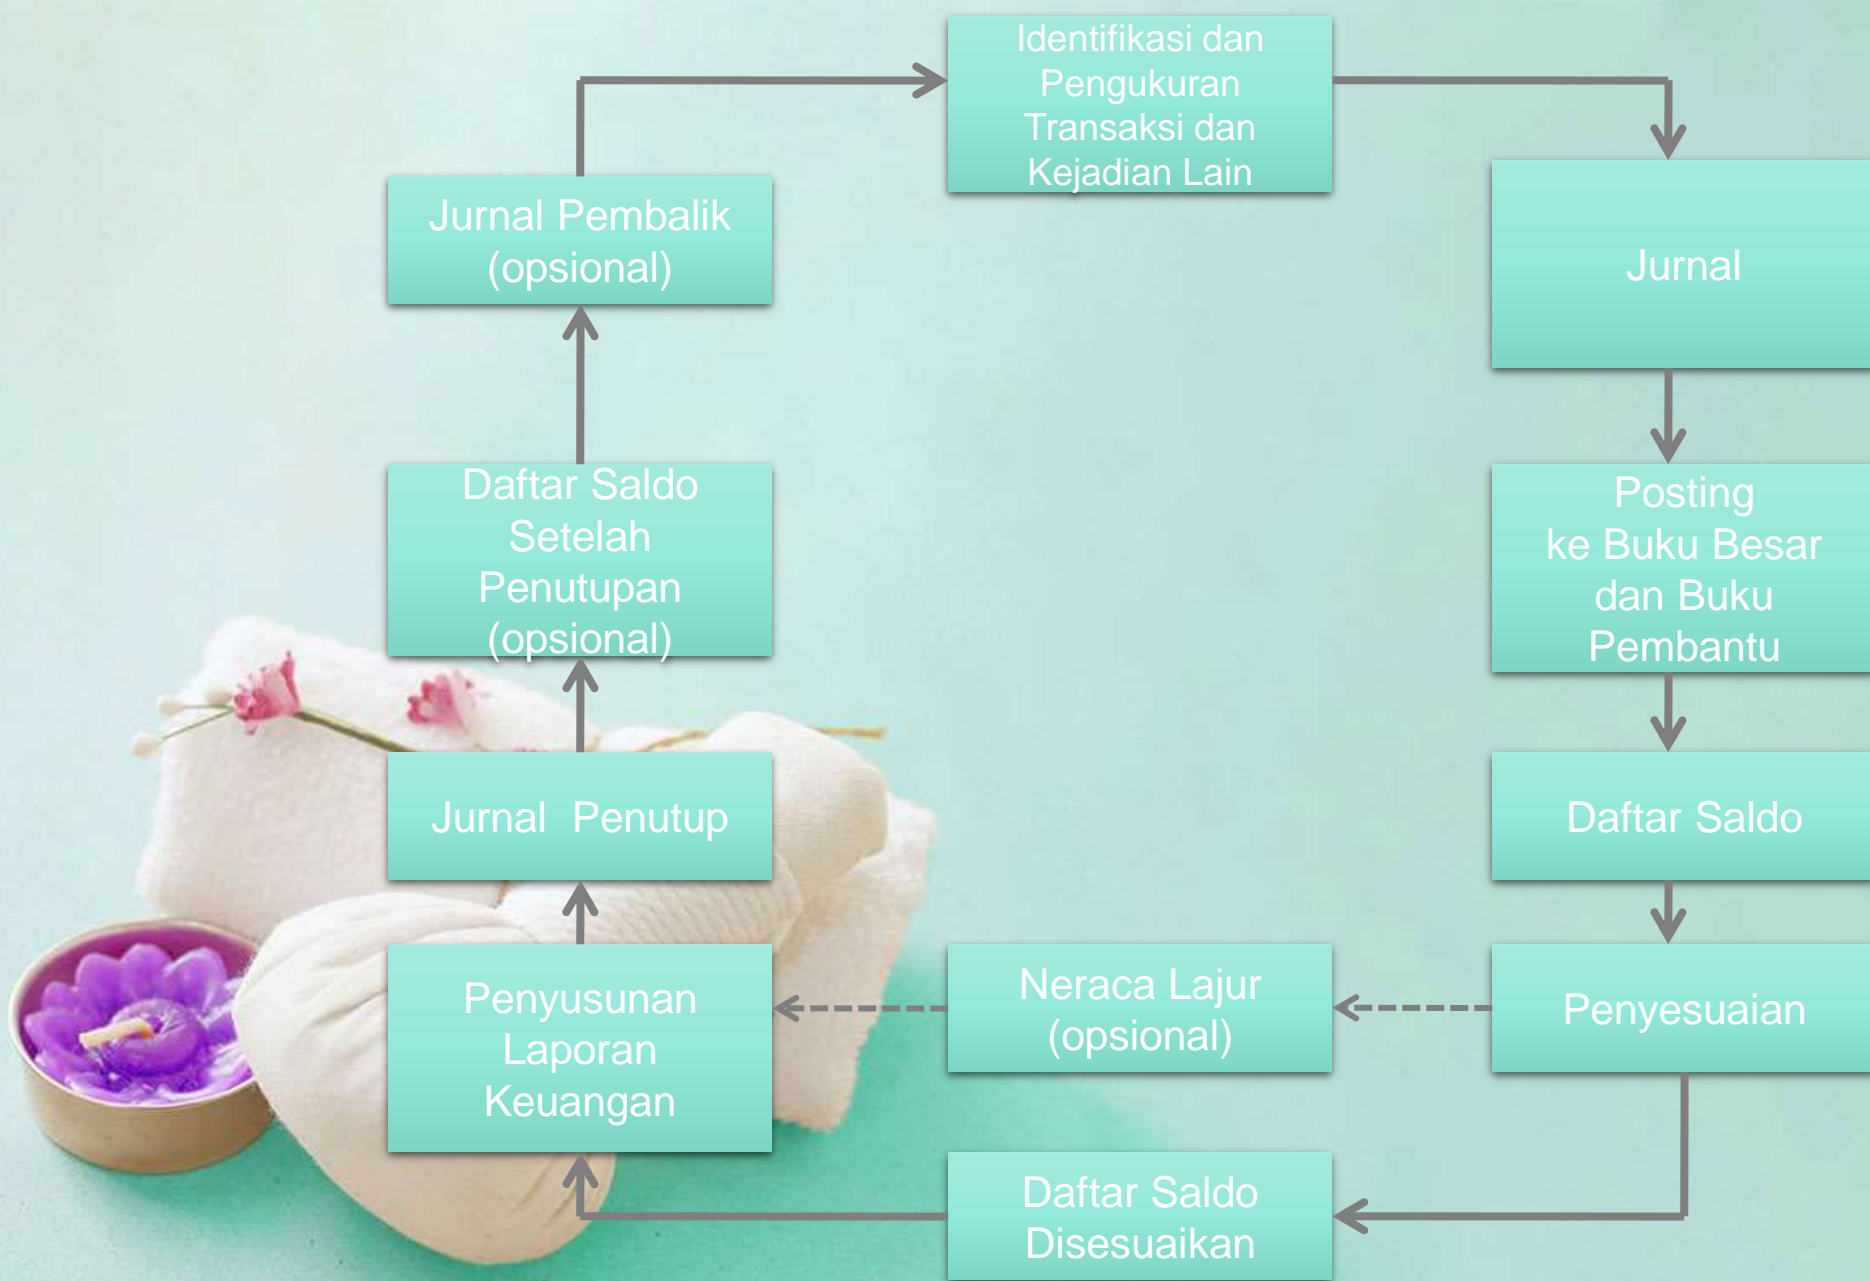 Identifikasi dan
Pengukuran
Transaksi dan
Kejadian Lain
Jurnal
Posting
ke Buku Besar
dan Buku
Pembantu
Daftar Saldo
Penyesuaian
Neraca Lajur
(opsional)
Daftar Saldo
Disesuaikan
Penyusunan
Laporan
Keuangan
Jurnal  Penutup
Daftar Saldo
Setelah
Penutupan
(opsional)
Jurnal Pembalik
(opsional)